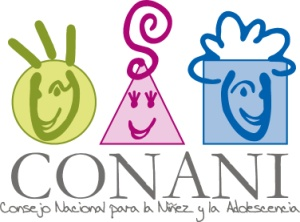 CONANI
Consejo Nacional para la Niñez y la Adolescencia